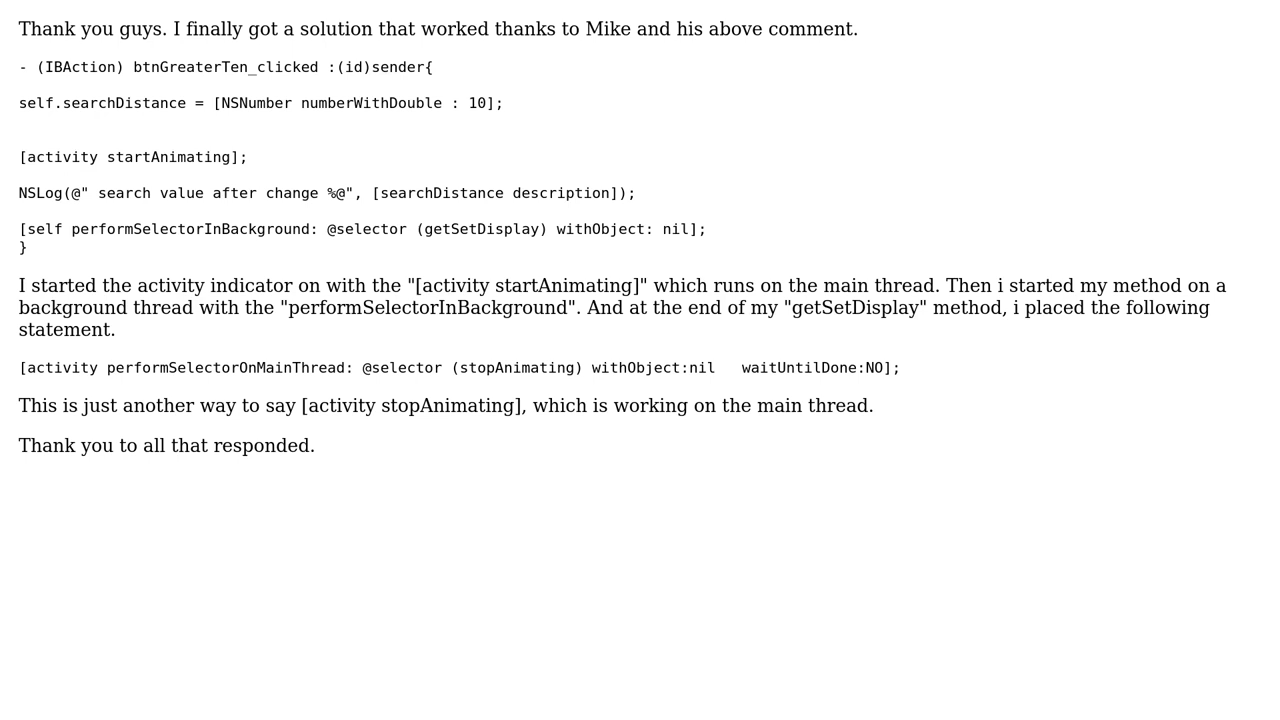 Thank you guys. I finally got a solution that worked thanks to Mike and his above comment.
- (IBAction) btnGreaterTen_clicked :(id)sender{
self.searchDistance = [NSNumber numberWithDouble : 10];
[activity startAnimating];
NSLog(@" search value after change %@", [searchDistance description]);
[self performSelectorInBackground: @selector (getSetDisplay) withObject: nil];
}
I started the activity indicator on with the "[activity startAnimating]" which runs on the main thread. Then i started my method on a
background thread with the "performSelectorInBackground". And at the end of my "getSetDisplay" method, i placed the following
statement.
[activity performSelectorOnMainThread: @selector (stopAnimating) withObject:nil   waitUntilDone:NO];
This is just another way to say [activity stopAnimating], which is working on the main thread.
Thank you to all that responded.